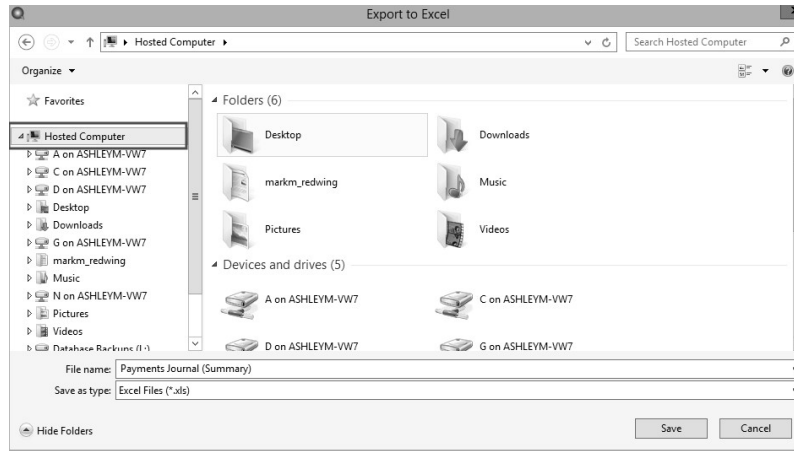 Export to Excel
Hosted Computer
Search Hosted Computer
Organize
Favorites
Hosted Computer
A on ASHLEYM-VW7
C on ASHLEYM-VW7
D on ASHLEYM-VW7
Desktop
Downloads
G on ASHLEYM-VW7
markm_redwing
Music
N on ASHLEYM-VW7
Pictures
Videos
Database Backups (L:)
Folders (6)
Desktop
Downloads
markm_redwing
Music
Pictures
Videos
Devices and drives (5)
A on ASHLEYM-VW7
C on ASHLEYM-VW7
D on ASHLEYM-VW7
G on ASHLEYM-VW7
File name: Payments Journal (Summary)
Save as type: Excel Files (*.xls)
Hide Folders
Save
Cancel